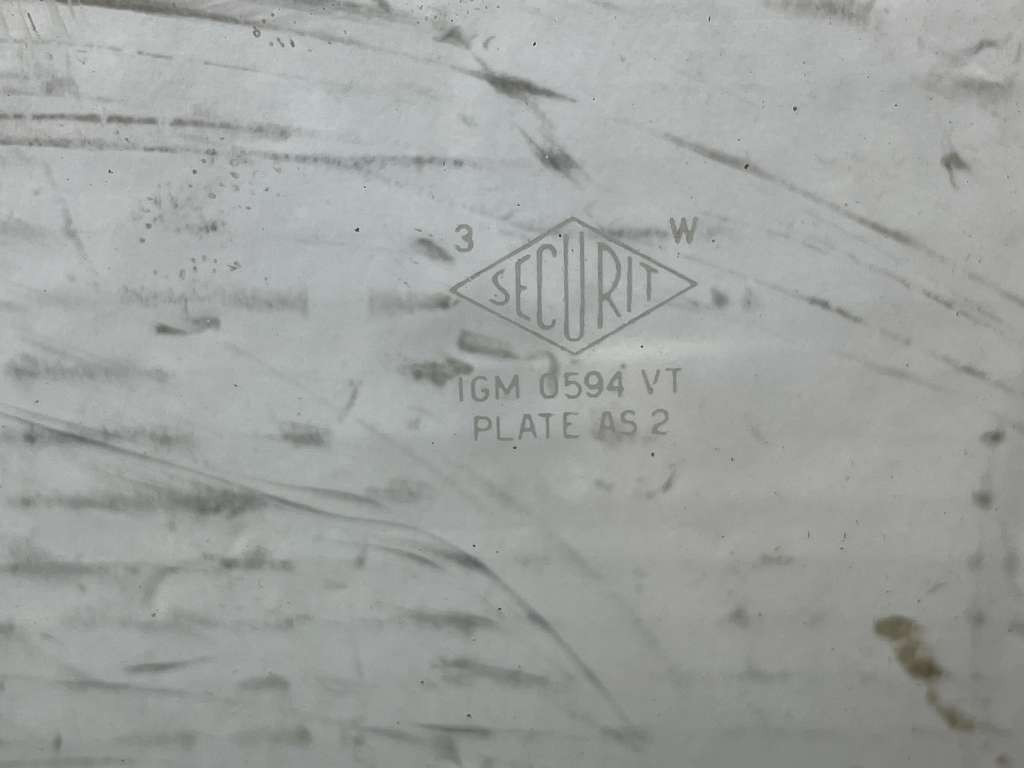 3 SECURIT W
IGM 0594 VT
PLATE AS 2